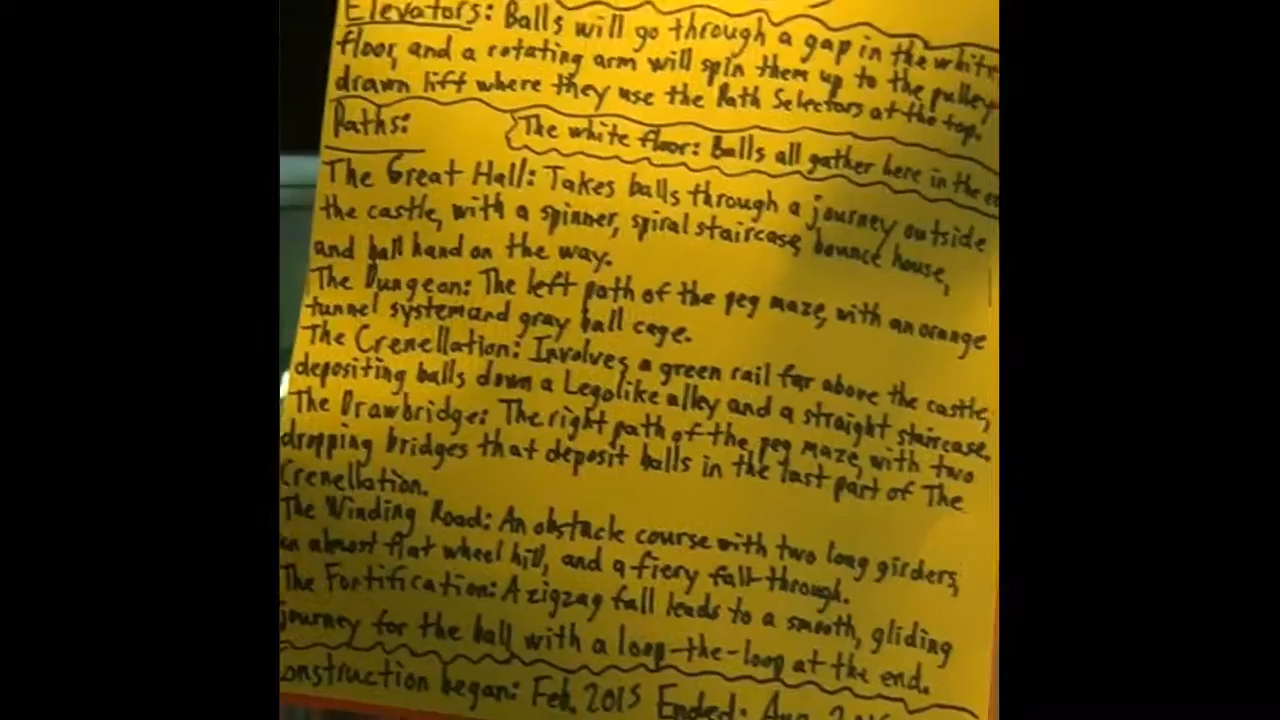 Elevators: Balls will go through a gap in the white
floor, and a rotating arm will spin them up to the pulley
drawn lift where they use the Path Selectors at the top.
Paths:
The white floor: Balls all gather here in the
The Great Hall: Takes balls through a journey outside
the castle, with a spinner, spiral staircase, bounce house,
and ball hand on the way.
The Dungeon: The left path of the peg maze, with an orange
tunnel system and gray ball cage.
The Crenellation: Involves a green rail far above the castle,
depositing balls down a Legolike alley and a straight staircase.
The Drawbridge: The right path of the peg maze, with two
dropping bridges that deposit balls in the last part of The
Crenellation.
The Winding Road: An obstacle course with two long girders,
an almost flat wheel hill, and a fiery fall-through.
The Fortification: A zigzag fall leads to a smooth, gliding
journey for the ball with a loop-the-loop at the end.
Construction began: Feb. 2015 Ended: Aug.